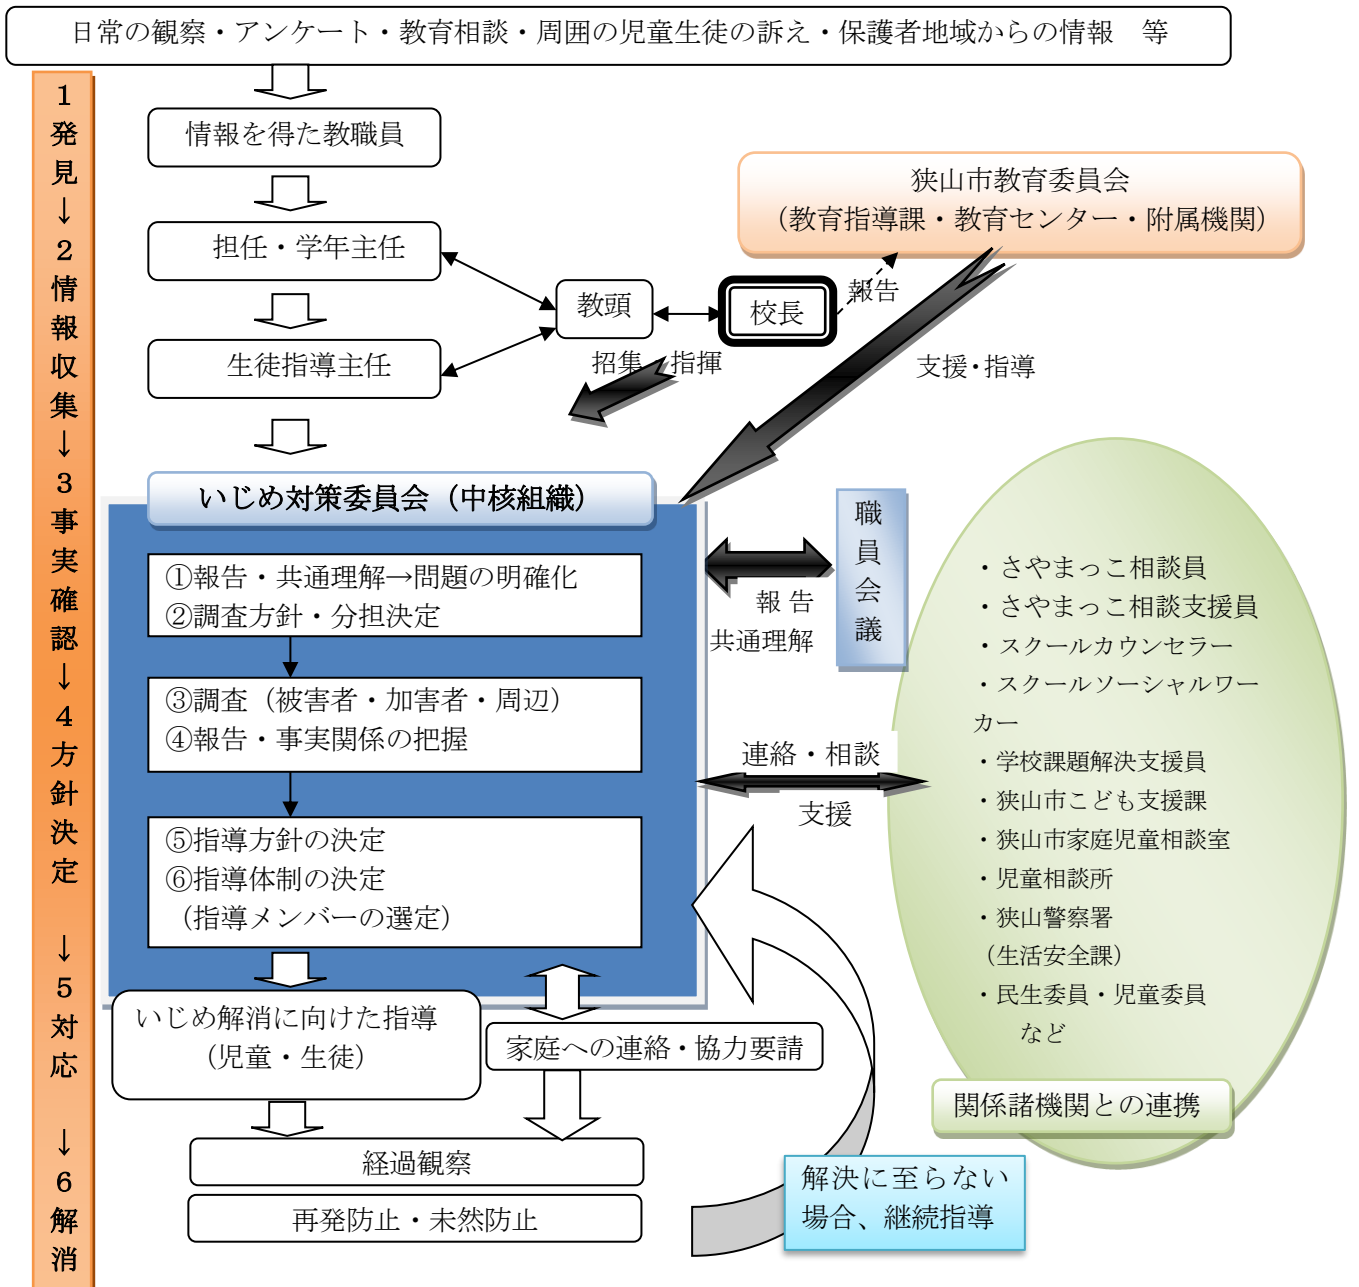 日常の観察・アンケート・教育相談・周囲の児童生徒の訴え・保護者地域からの情報　等
1発見→2情報収集→3事実確認→4方針決定　→5対応　→6解消
情報を得た教職員
担任・学年主任
生徒指導主任
教頭
校長
報告
招集・指揮
狭山市教育委員会
（教育指導課・教育センター・附属機関）
支援・指導
いじめ対策委員会（中核組織）
①報告・共通理解→問題の明確化
②調査方針・分担決定
③調査（被害者・加害者・周辺）
④報告・事実関係の把握
⑤指導方針の決定
⑥指導体制の決定
（指導メンバーの選定）
職員会議
報 告
共通理解
連絡・相談
支援
・さやまっこ相談員
・さやまっこ相談支援員
・スクールカウンセラー
・スクールソーシャルワー
カー
・学校課題解決支援員
・狭山市こども支援課
・狭山市家庭児童相談室
・児童相談所
・狭山警察署
（生活安全課）
・民生委員・児童委員
など
関係諸機関との連携
いじめ解消に向けた指導
（児童・生徒）
家庭への連絡・協力要請
経過観察
再発防止・未然防止
解決に至らない
場合、継続指導